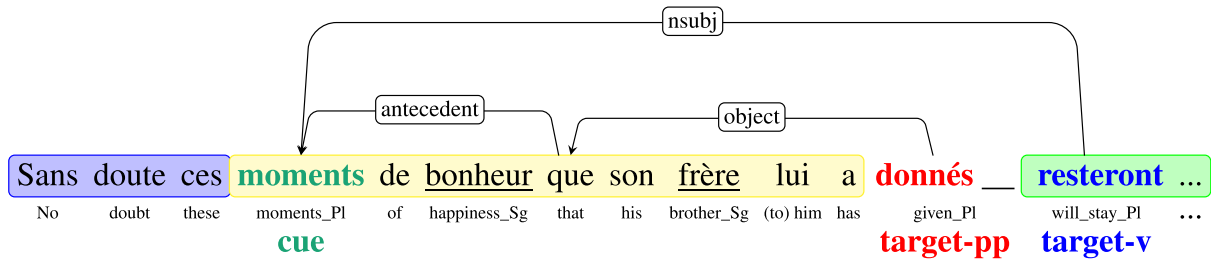 nsubj
antecedent
object
Sans doute ces moments de bonheur que son frère lui a donnés __ resteront ...
No doubt these moments_Pl of happiness_Sg that his brother_Sg (to) him has given_Pl will_stay_Pl ...
cue target-pp target-v